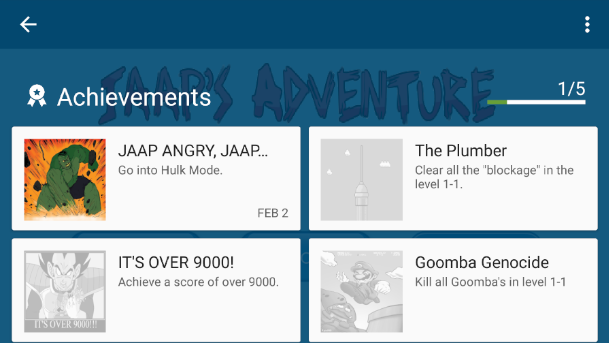 JAAP'S ADVENTURE
Achievements
1/5
JAAP ANGRY, JAAP...
Go into Hulk Mode.
FEB 2
The Plumber
Clear all the "blockage" in the
level 1-1.
IT'S OVER 9000!
Achieve a score of over 9000.
IT'S OVER 9000!!!
Goomba Genocide
Kill all Goomba's in level 1-1